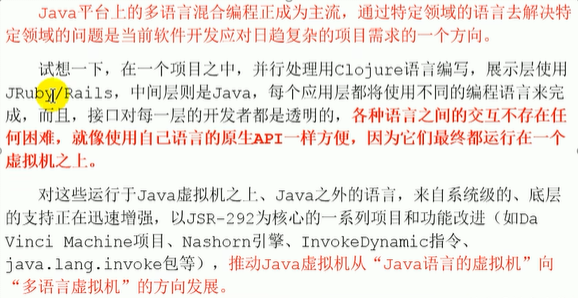 Java平台上的多语言混合编程正成为主流，通过特定领域的语言去解决特
定领域的问题是当前软件开发应对日趋复杂的项目需求的一个方向。
试想一下，在一个项目之中，并行处理用Clojure语言编写，展示层使用
JRuby/Rails，中间层则是Java，每个应用层都将使用不同的编程语言来完
成，而且，接口对每一层的开发者都是透明的，各种语言之间的交互不存在任
何困难，就像使用自己语言的原生API一样方便，因为它们最终都运行在一个
虚拟机之上。
对这些运行于Java虚拟机之上、Java之外的语言，来自系统级的、底层
的支持正在迅速增强，以JSR-292为核心的一系列项目和功能改进（如Da
Vinci Machine项目、Nashorn引擎、InvokeDynamic指令、
java.lang.invoke包等），推动Java虚拟机从“Java语言的虚拟机”向
“多语言虚拟机”的方向发展。